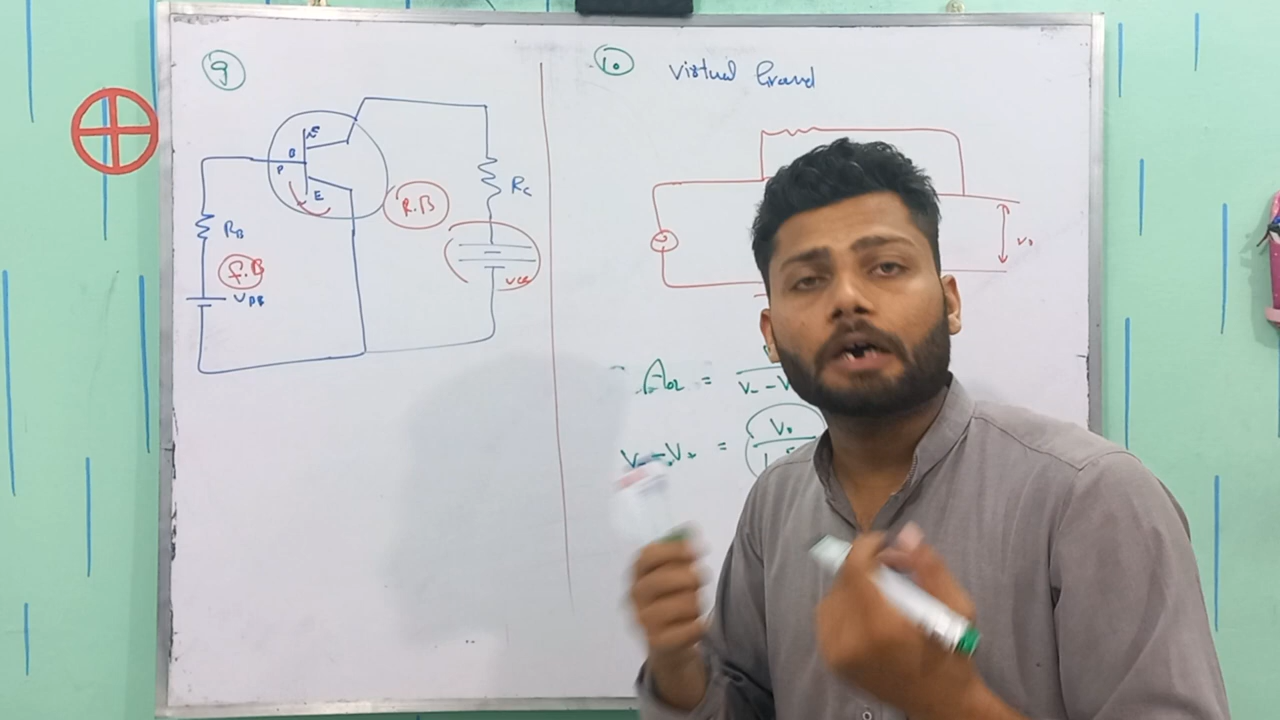 9
B
P
E
R.B
RB
f.B
VBB
RC
VCC
10
Virtual Ground
Vo
AOL =
V- - V
V- - V+ = Vo